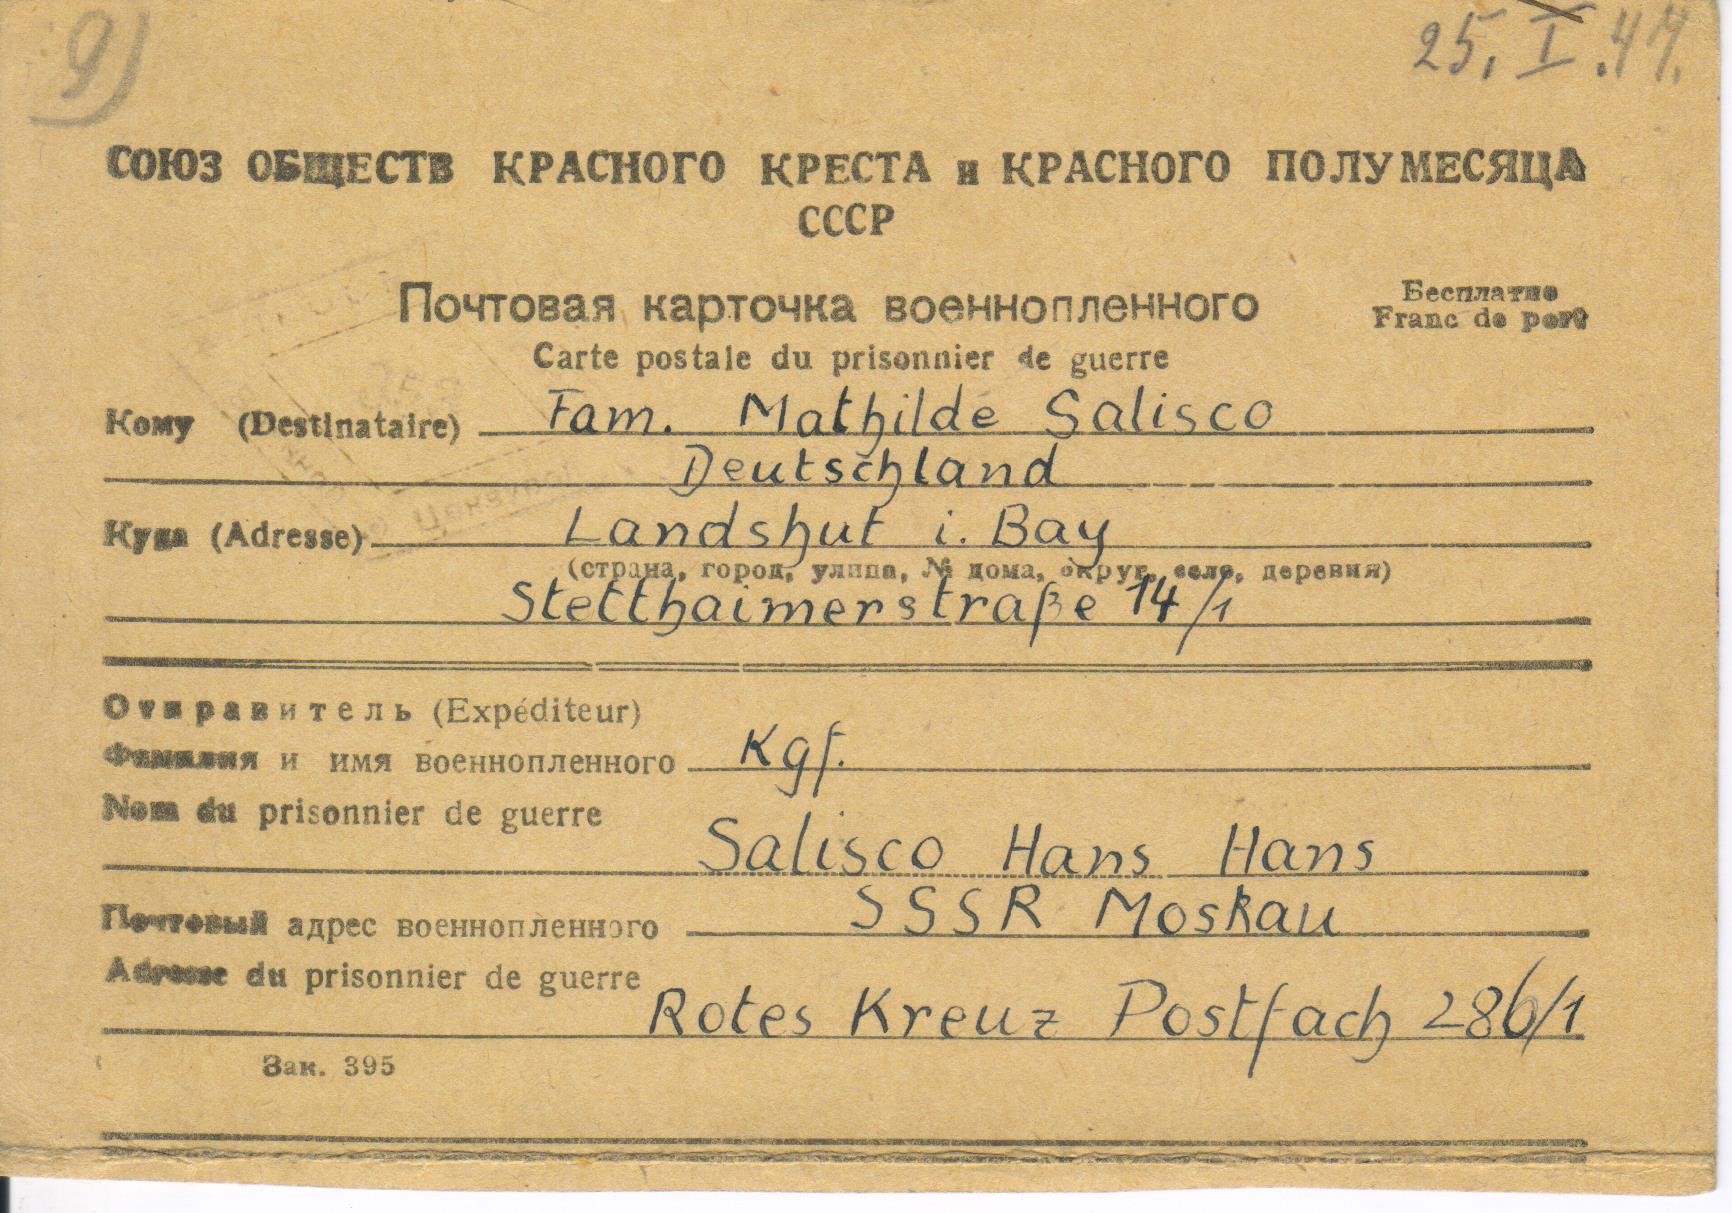 9)
25. I. 47.
СОЮЗ ОБЩЕСТВ КРАСНОГО КРЕСТА и КРАСНОГО ПОЛУМЕСЯЦА
СССР
Почтовая карточка военнопленного
Бесплатно
Franc de port
Carte postale du prisonnier de guerre
Кому (Destinataire) Fam. Mathilde Salisco
Deutschland
Куда (Adresse) Landshut i. Bay
(страна, город, улица, № дома, округ, село, деревня)
Stetthaimerstraße 14/1
Отправитель (Expéditeur)
Фамилия и имя военнопленного Kgf.
Nom du prisonnier de guerre
Salisco Hans Hans
Почтовый адрес военнопленного SSSR Moskau
Adresse du prisonnier de guerre
Rotes Kreuz Postfach 286/1
Зак. 395